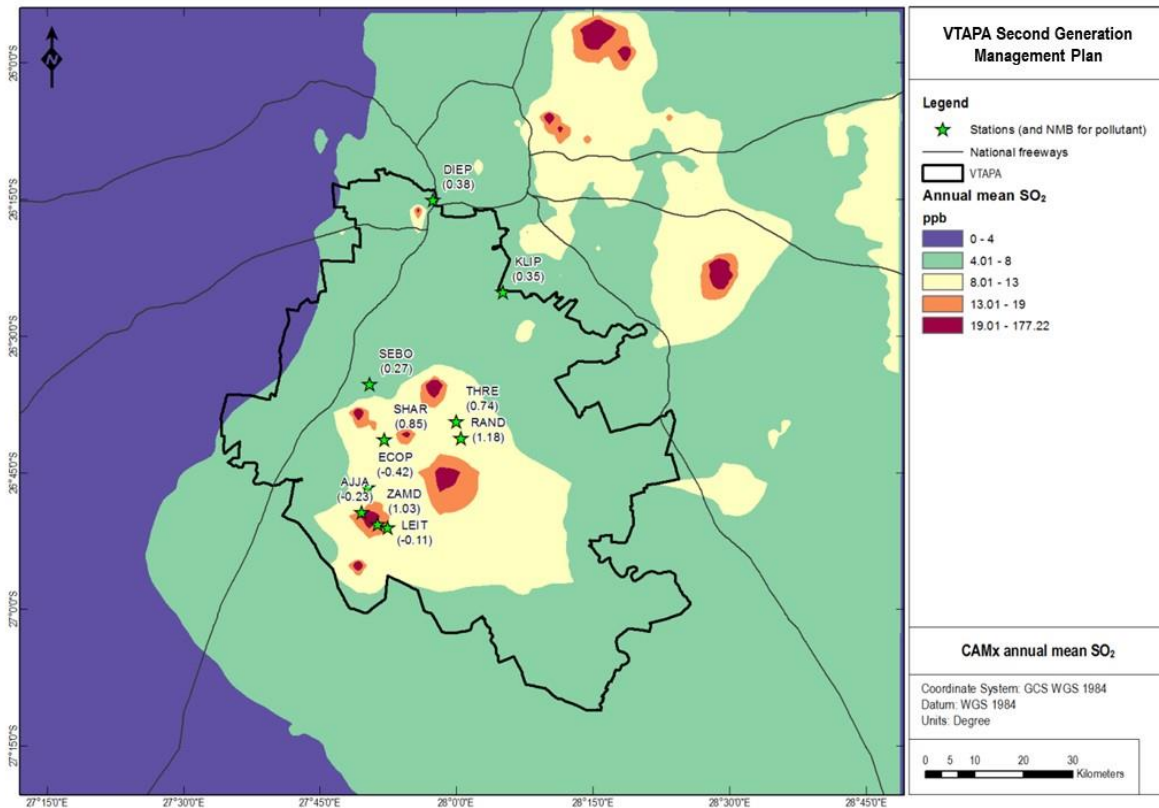 VTAPA Second Generation
Management Plan
Legend
Stations (and NMB for pollutant)
National freeways
VTAPA
Annual mean SO₂
ppb
0 - 4
4.01 - 8
8.01 - 13
13.01 - 19
19.01 - 177.22
CAMx annual mean SO₂
Coordinate System: GCS WGS 1984
Datum: WGS 1984
Units: Degree
0 5 10 20 30
Kilometers
N
DIEP
(0.38)
KLIP
(0.35)
SEBO
(0.27)
THRE
(0.74)
SHAR
(0.85)
RAND
(1.18)
ECOP
(-0.42)
AJJA
(-0.23)
ZAMD
(1.03)
LEIT
(-0.11)
26°0'0"S
26°15'0"S
26°30'0"S
26°45'0"S
27°0'0"S
27°15'0"S
27°15'0"E
27°30'0"E
27°45'0"E
28°0'0"E
28°15'0"E
28°30'0"E
28°45'0"E